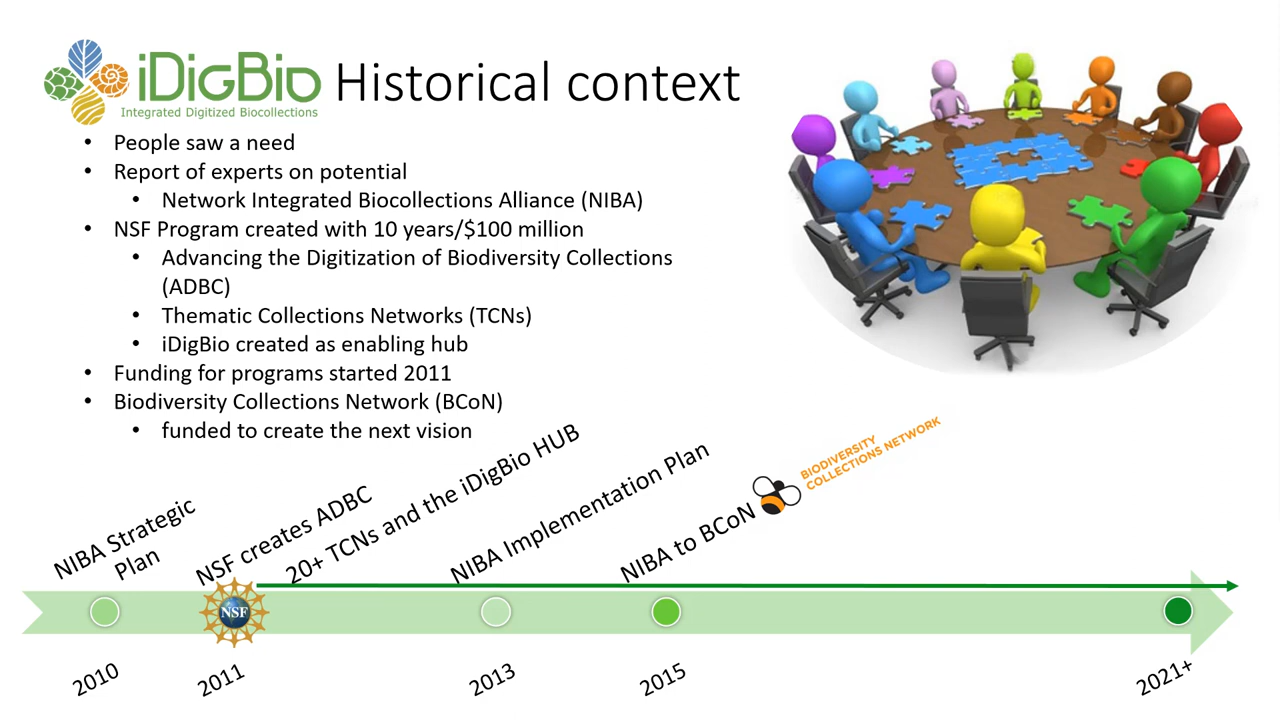 iDigBio
Integrated Digitized Biocollections
Historical context
• People saw a need
• Report of experts on potential
• Network Integrated Biocollections Alliance (NIBA)
• NSF Program created with 10 years/$100 million
• Advancing the Digitization of Biodiversity Collections
(ADBC)
• Thematic Collections Networks (TCNs)
• iDigBio created as enabling hub
• Funding for programs started 2011
• Biodiversity Collections Network (BCoN)
• funded to create the next vision
NIBA Strategic
Plan
NSF creates ADBC
20+ TCNs and the iDigBio HUB
NIBA Implementation Plan
NIBA to BCoN
BIODIVERSITY
COLLECTIONS NETWORK
NSF
2010
2011
2013
2015
2021+